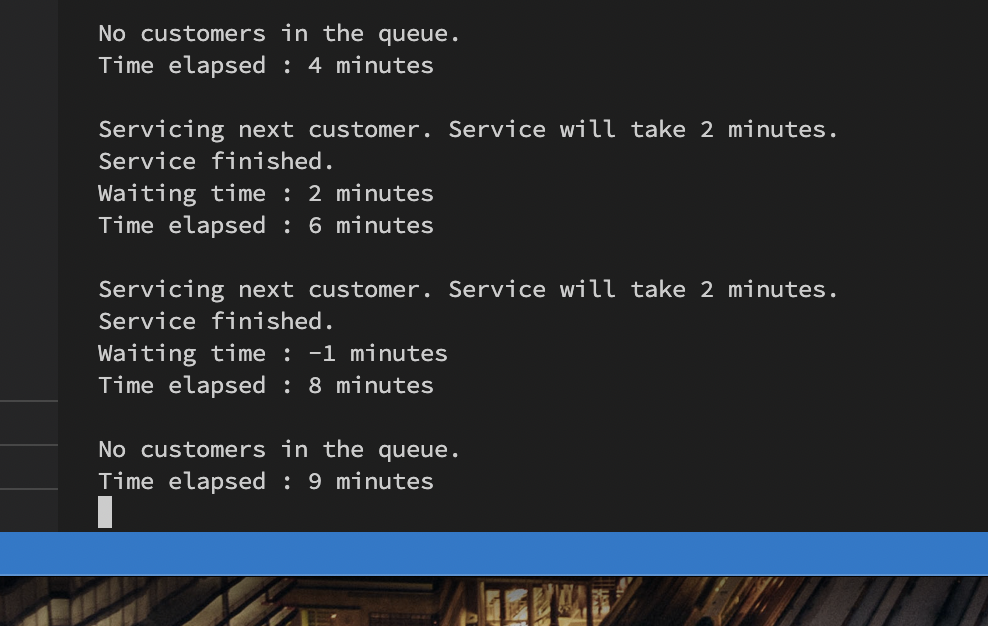 No customers in the queue.
Time elapsed : 4 minutes
Servicing next customer. Service will take 2 minutes.
Service finished.
Waiting time : 2 minutes
Time elapsed : 6 minutes
Servicing next customer. Service will take 2 minutes.
Service finished.
Waiting time : -1 minutes
Time elapsed : 8 minutes
No customers in the queue.
Time elapsed : 9 minutes